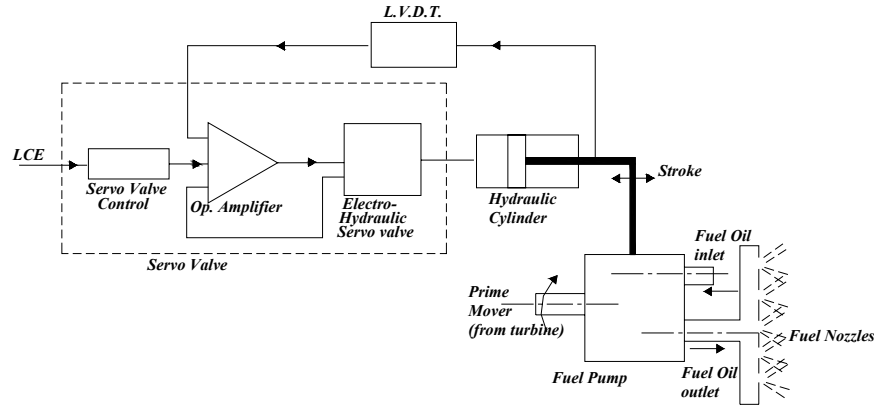 L.V.D.T.
LCE
Servo Valve
Control
Op. Amplifier
Electro-
Hydraulic
Servo valve
Servo Valve
Hydraulic
Cylinder
Stroke
Fuel Oil
inlet
Prime
Mover
(from turbine)
Fuel Nozzles
Fuel Pump
Fuel Oil
outlet